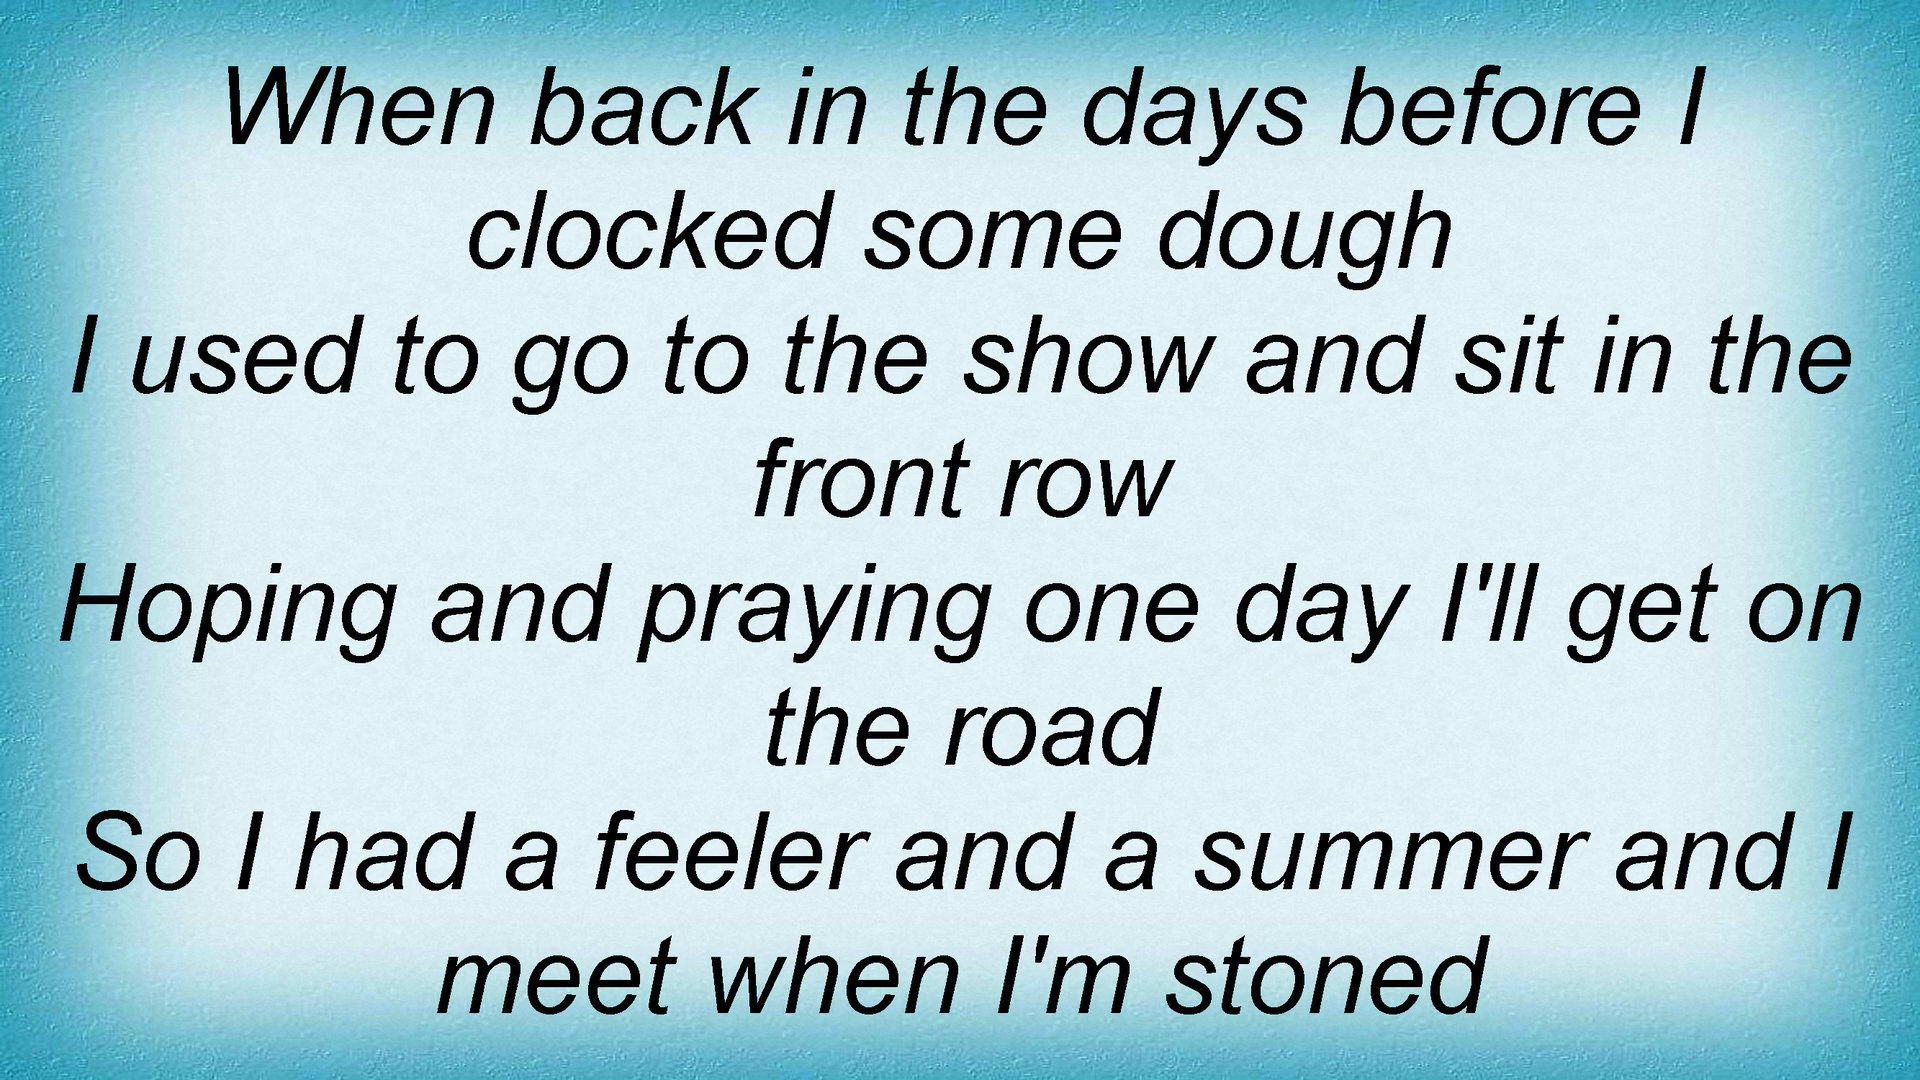 When back in the days before I
clocked some dough
I used to go to the show and sit in the
front row
Hoping and praying one day I'll get on
the road
So I had a feeler and a summer and I
meet when I'm stoned